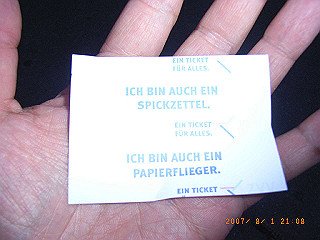 EIN TICKET
FÜR ALLES.
ICH BIN AUCH EIN
SPICKZETTEL.
EIN TICKET
FÜR ALLES.
ICH BIN AUCH EIN
PAPIERFLIEGER.
EIN TICKET
2007/ 8/ 1 21:08